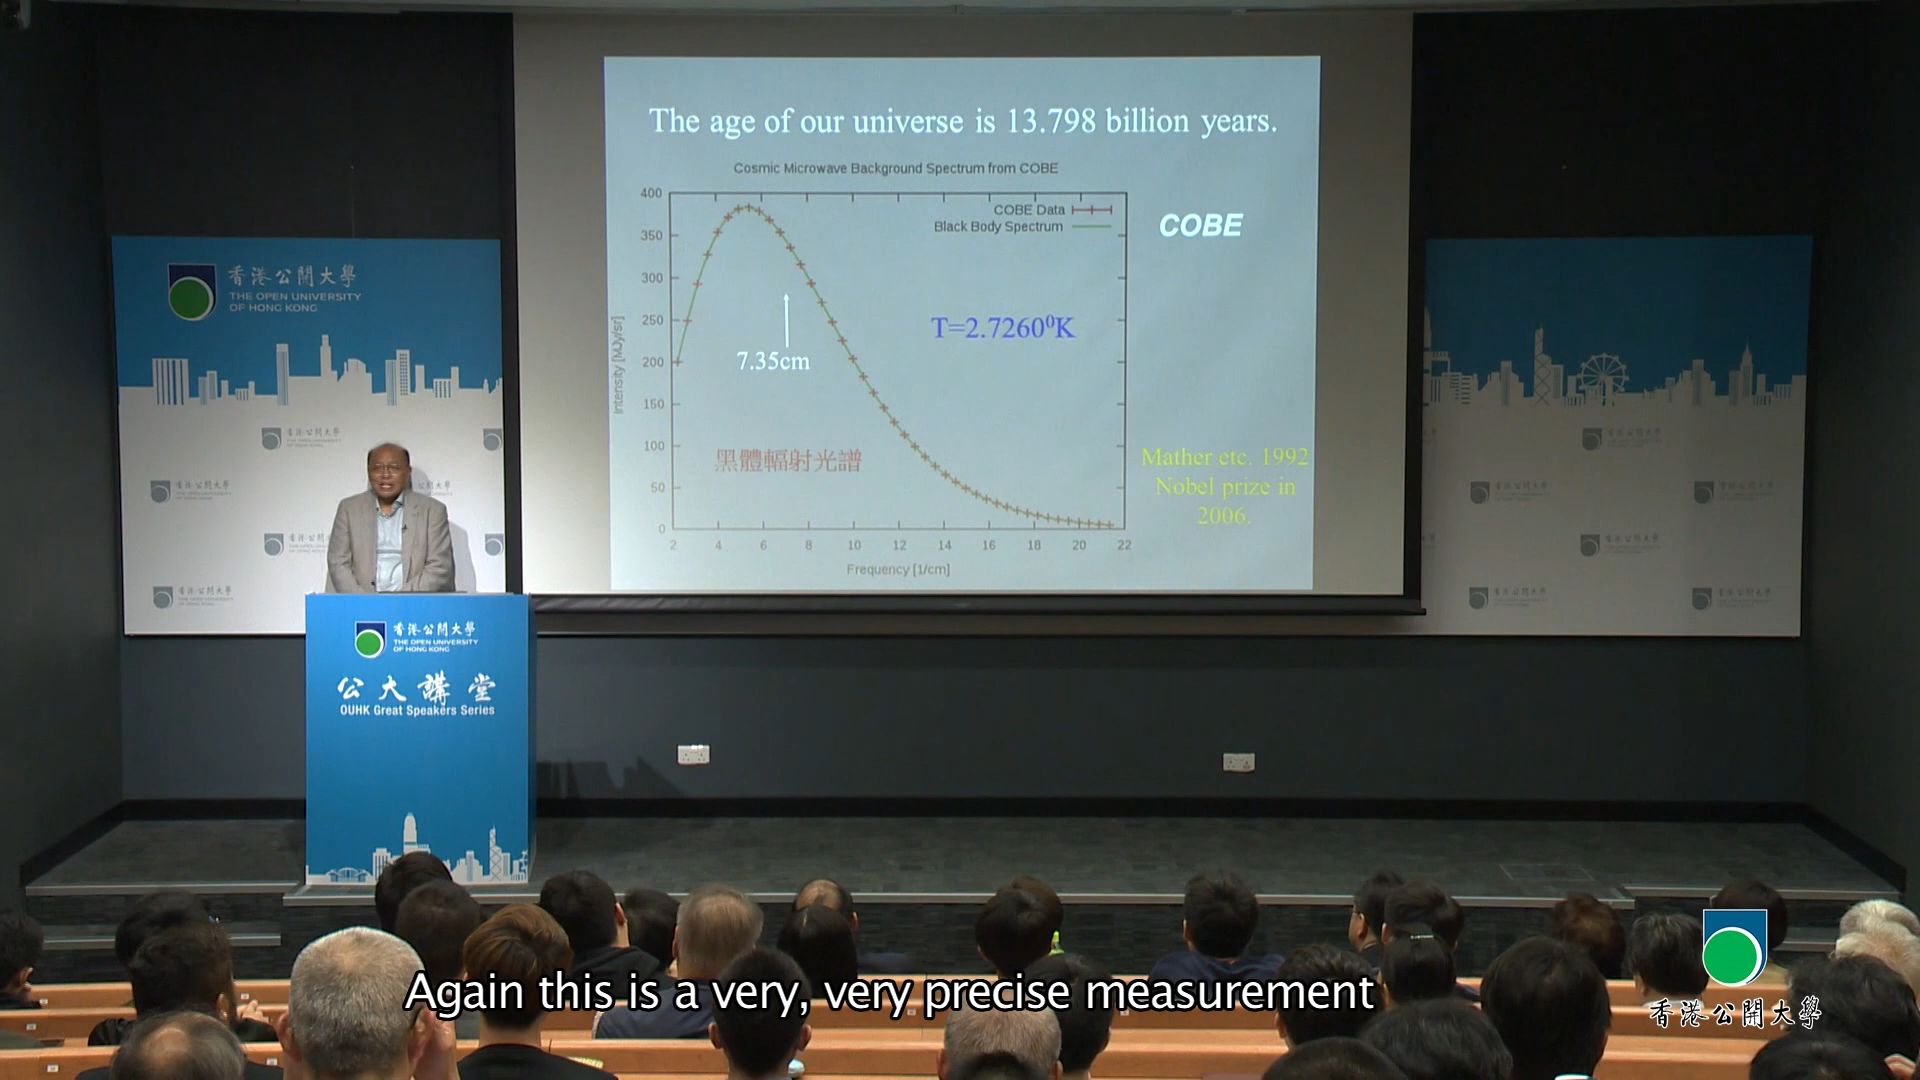 The age of our universe is 13.798 billion years.
Cosmic Microwave Background Spectrum from COBE
400
350
300
250
200
150
100
50
0
Intensity [MJy/sr]
COBE Data
Black Body Spectrum
COBE
T=2.7260⁰K
7.35cm
黑體輻射光譜
Mather etc. 1992
Nobel prize in
2006.
2 4 6 8 10 12 14 16 18 20 22
Frequency [1/cm]
香港公開大學
THE OPEN UNIVERSITY
OF HONG KONG
香港公開大學
THE OPEN UNIVERSITY
OF HONG KONG
公大講堂
OUHK Great Speakers Series
Again this is a very, very precise measurement
香港公開大學